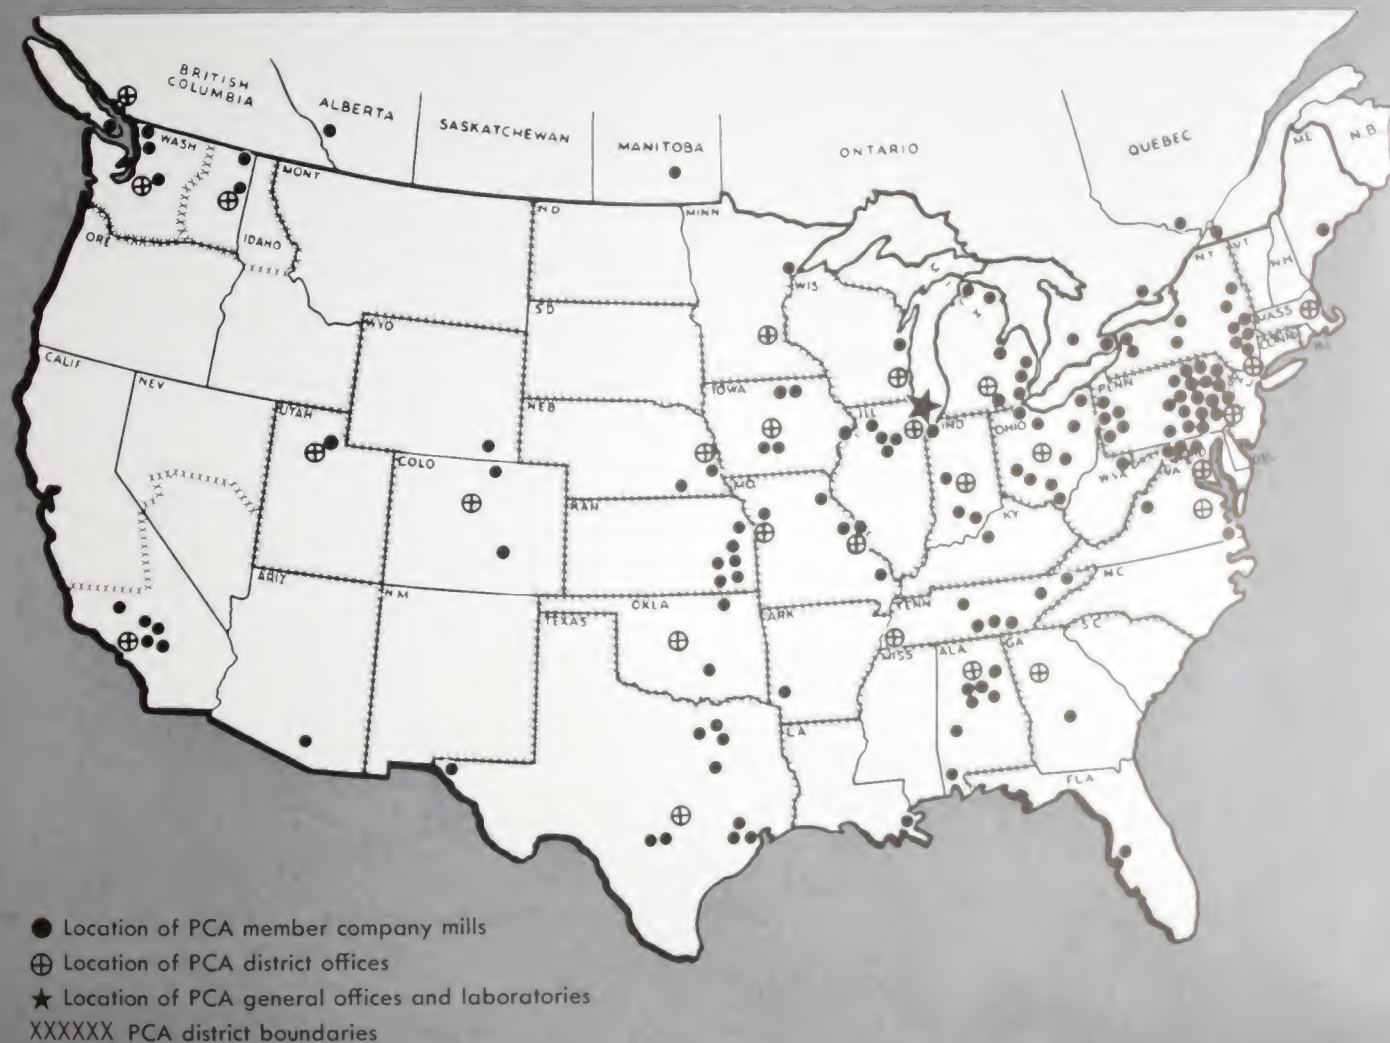 BRITISH
COLUMBIA
ALBERTA
SASKATCHEWAN
MANITOBA
ONTARIO
QUEBEC
N.B.
ME
WASH
MONT
ND
MINN
ORE
IDAHO
WIS
NY
VT
NH
MASS
CONN
SD
WYO
CALIF
NEV
UTAH
NEB
IOWA
ILL
IND
OHIO
PENN
NJ
COLO
KAN
MO
KY
W.VA
VA
ARIZ
NM
OKLA
TEXAS
ARK
TENN
NC
SC
MISS
ALA
GA
LA
FLA
Location of PCA member company mills
Location of PCA district offices
Location of PCA general offices and laboratories
XXXXXX PCA district boundaries